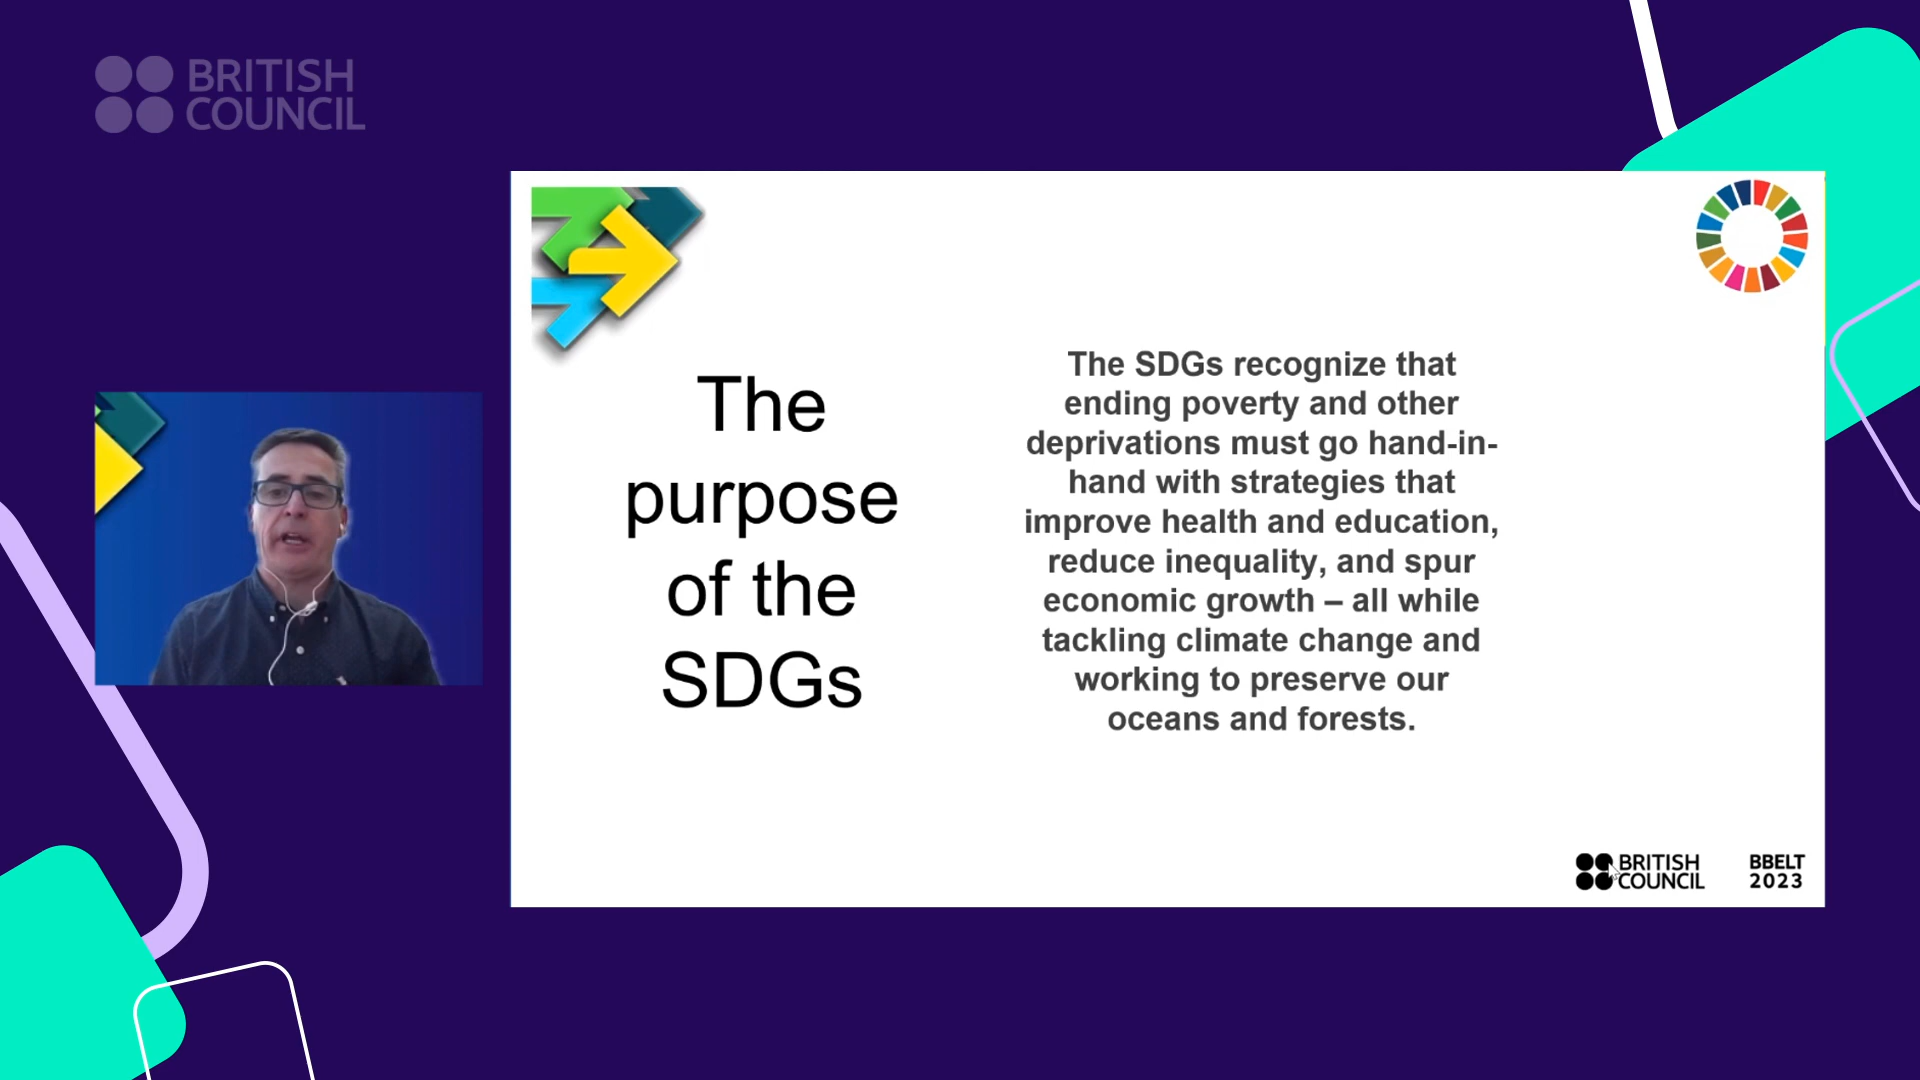 BRITISH
COUNCIL
The
purpose
of the
SDGs
The SDGs recognize that
ending poverty and other
deprivations must go hand-in-
hand with strategies that
improve health and education,
reduce inequality, and spur
economic growth – all while
tackling climate change and
working to preserve our
oceans and forests.
BRITISH
COUNCIL
BBELT
2023